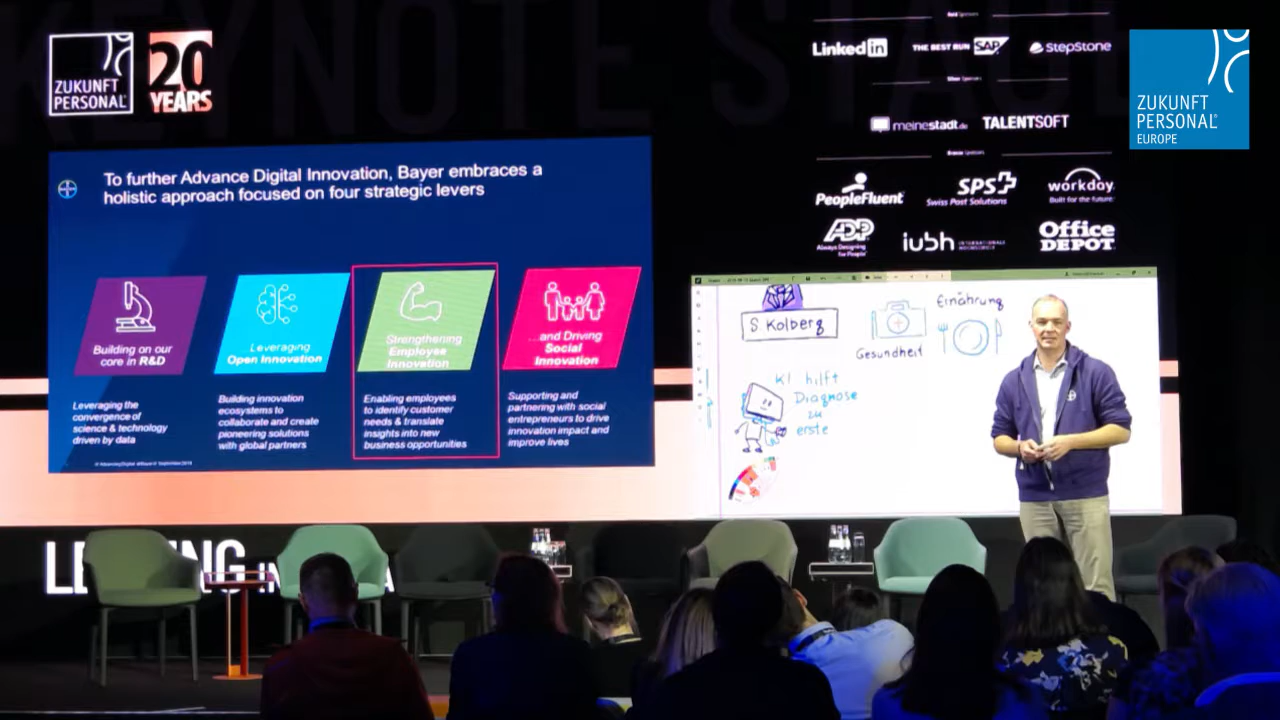 ZUKUNFT
PERSONAL
20
YEARS
LinkedIn
THE BEST RUN SAP
stepstone
meinestadt.de
TALENTSOFT
PeopleFluent
SPS
Swiss Post Solutions
workday
Built for the future
ADP
Always Designing
For People
iubh
Office
DEPOT
ZUKUNFT
PERSONAL
EUROPE
To further Advance Digital Innovation, Bayer embraces a
holistic approach focused on four strategic levers
Building on our
core in R&D
Leveraging the
convergence of
science & technology
driven by data
Leveraging
Open Innovation
Building innovation
ecosystems to
collaborate and create
pioneering solutions
with global partners
Strengthening
Employee
Innovation
Enabling employees
to identify customer
needs & translate
insights into new
business opportunities
...and Driving
Social
Innovation
Supporting and
partnering with social
entrepreneurs to drive
innovation impact and
improve lives
S. Kolberg
Gesundheit
Ernährung
KI hilft
Diagnose
zu
erste